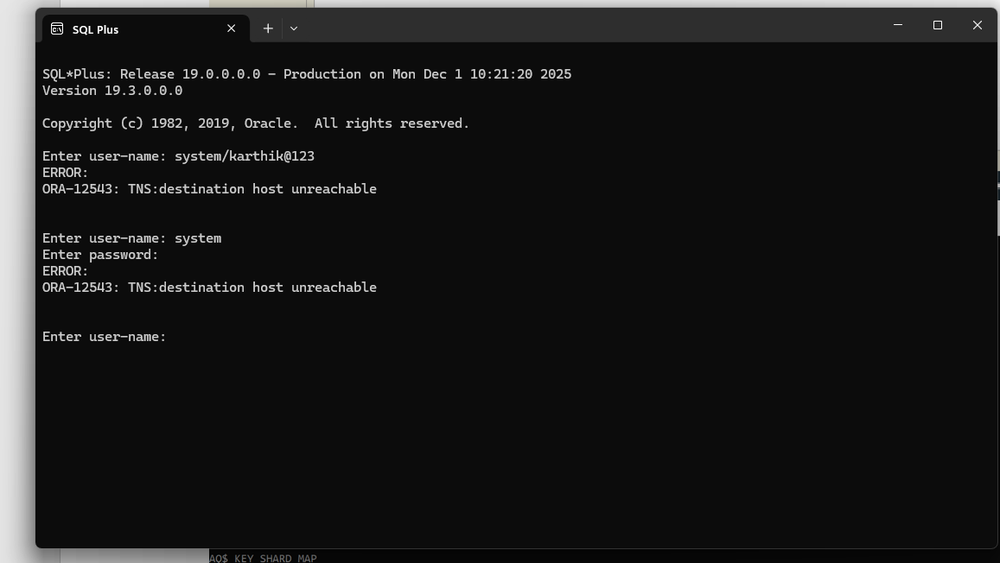 SQL Plus
SQL*Plus: Release 19.0.0.0.0 - Production on Mon Dec 1 10:21:20 2025
Version 19.3.0.0.0
Copyright (c) 1982, 2019, Oracle.  All rights reserved.
Enter user-name: system/karthik@123
ERROR:
ORA-12543: TNS:destination host unreachable
Enter user-name: system
Enter password:
ERROR:
ORA-12543: TNS:destination host unreachable
Enter user-name:
AQ$ KEY SHARD MAP